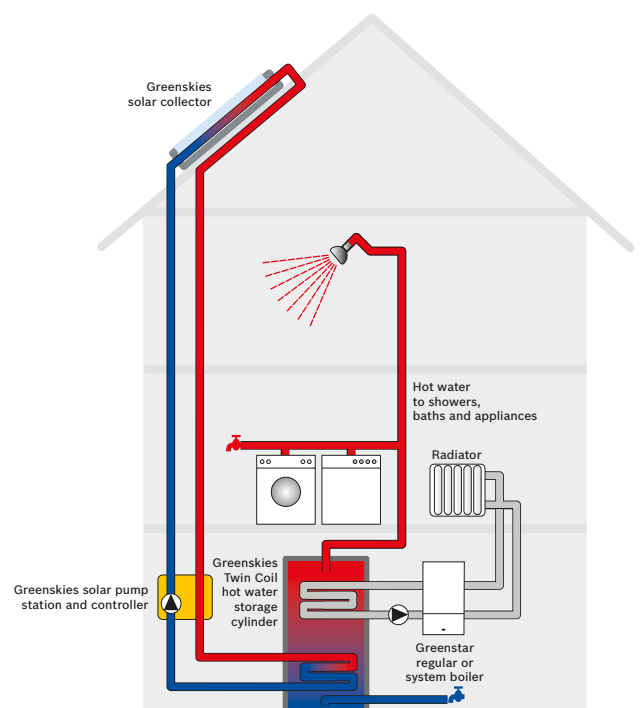 Greenskies
solar collector
Hot water
to showers,
baths and appliances
Radiator
Greenskies
Twin Coil
hot water
storage
cylinder
Greenskies solar pump
station and controller
Greenstar
regular or
system boiler